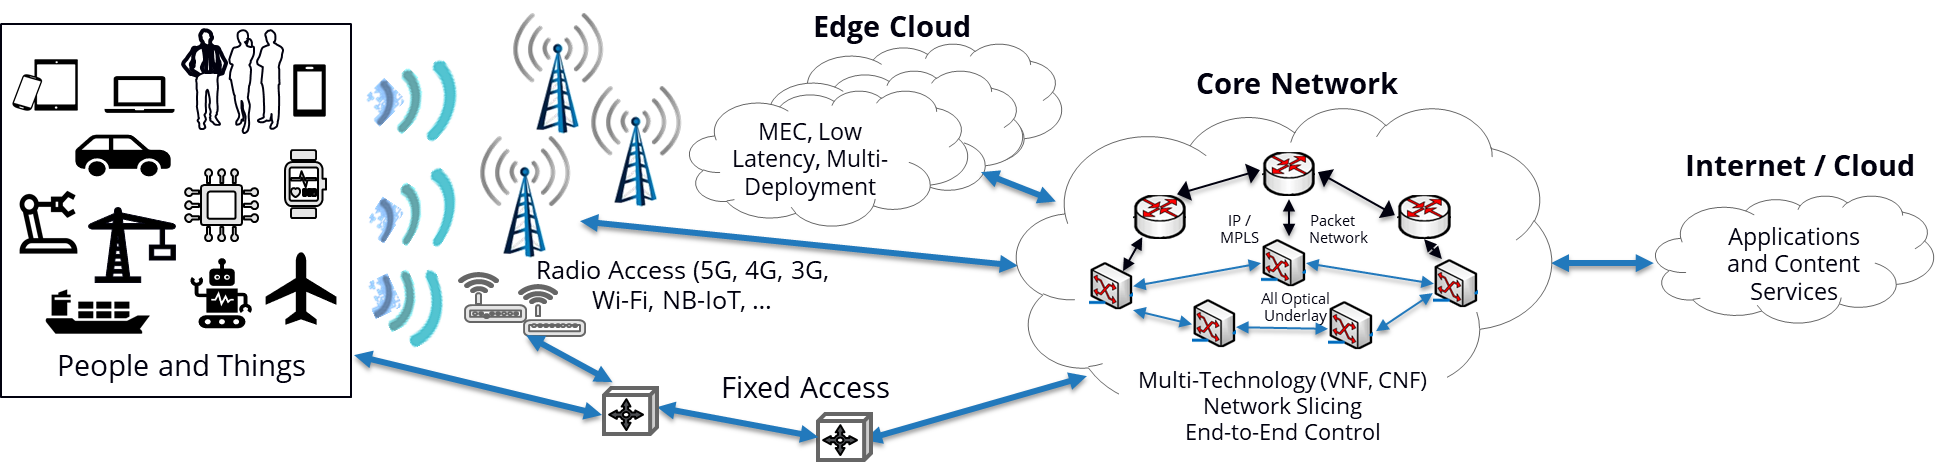 Edge Cloud
MEC, Low
Latency, Multi-
Deployment
Core Network
IP /
MPLS
Packet
Network
All Optical
Underlay
Multi-Technology (VNF, CNF)
Network Slicing
End-to-End Control
Internet / Cloud
Applications
and Content
Services
Radio Access (5G, 4G, 3G,
Wi-Fi, NB-IoT, ...
People and Things
Fixed Access